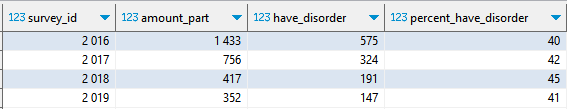 123 survey_id 123 amount_part 123 have_disorder 123 percent_have_disorder
2 016 1 433 575 40
2 017 756 324 42
2 018 417 191 45
2 019 352 147 41